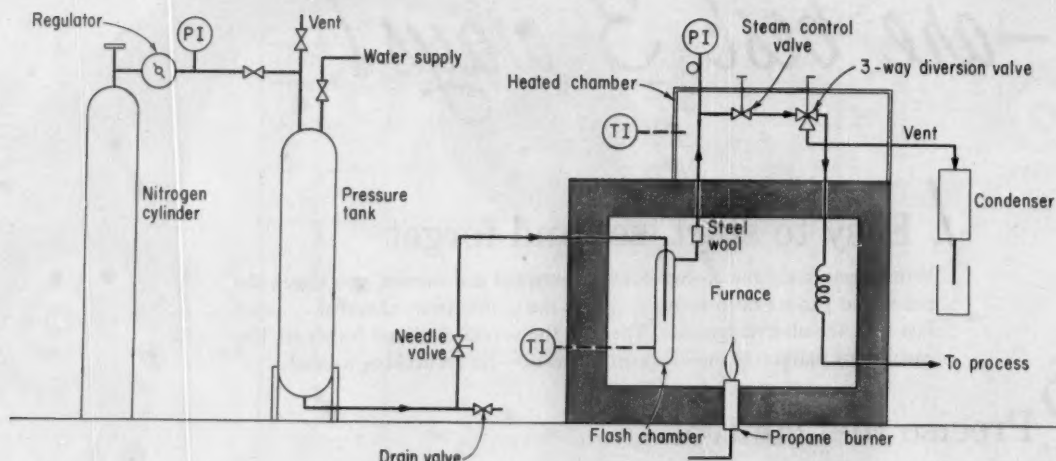 Regulator
PI
Vent
Water supply
Nitrogen
cylinder
Pressure
tank
Needle
valve
Drain valve
PI
Steam control
valve
3-way diversion valve
Heated chamber
TI
Vent
Condenser
Steel
wool
Furnace
TI
To process
Flash chamber
Propane burner